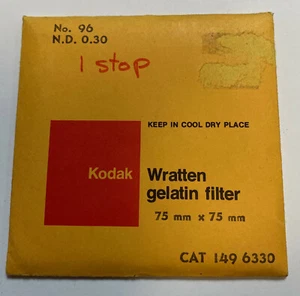 No. 96
N.D. 0.30
1 stop
KEEP IN COOL DRY PLACE
Kodak
Wratten
gelatin filter
75 mm x 75 mm
CAT 149 6330